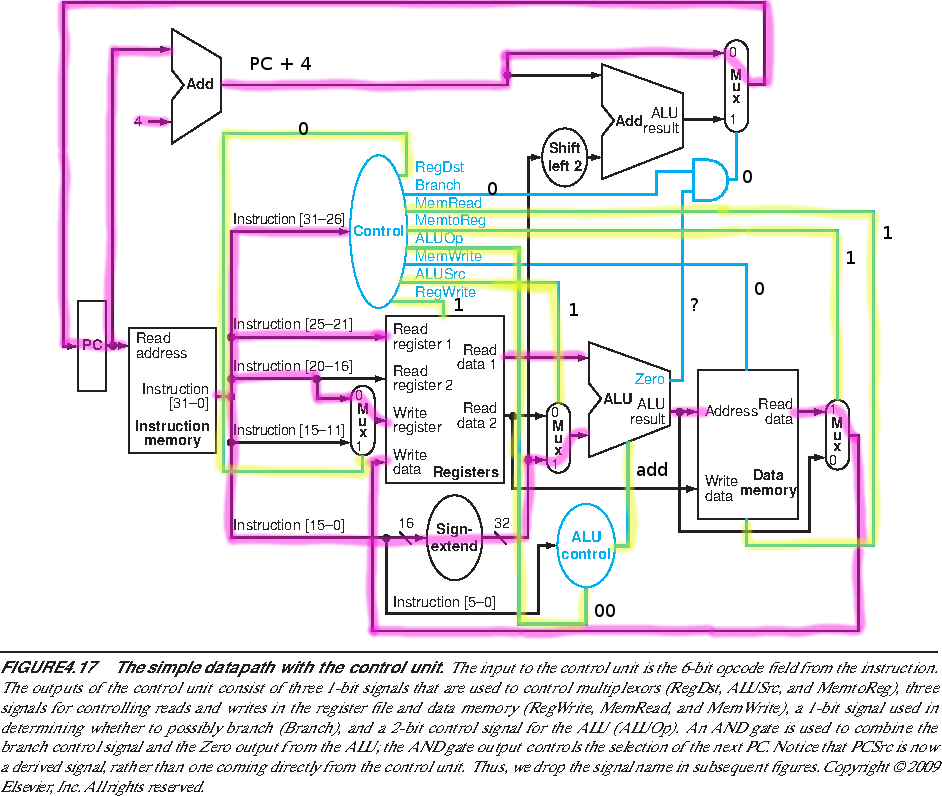 PC + 4
Add
4
0
M
u
x
1
Add
ALU
result
Shift
left 2
0
0
0
RegDst
Branch
MemRead
MemtoReg
ALUOp
MemWrite
ALUSrc
RegWrite
Control
Instruction [31–26]
1
1
0
1
1
?
PC
Read
address
Instruction
[31–0]
Instruction
memory
Instruction [25–21]
Instruction [20–16]
Instruction [15–11]
Instruction [15–0]
0
M
u
x
1
Read
register 1
Read
register 2
Write
register
Write
data
Read
data 1
Read
data 2
Registers
0
M
u
x
1
Zero
ALU
ALU
result
add
Address
Read
data
Write
data
Data
memory
1
M
u
x
0
16
Sign-
extend
32
ALU
control
Instruction [5–0]
00
FIGURE4.17 The simple datapath with the control unit. The input to the control unit is the 6-bit opcode field from the instruction.
The outputs of the control unit consist of three 1-bit signals that are used to control multiplexors (RegDst, ALUSrc, and MemtoReg), three
signals for controlling reads and writes in the register file and data memory (RegWrite, MemRead, and MemWrite), a 1-bit signal used in
determining whether to possibly branch (Branch), and a 2-bit control signal for the ALU (ALUOp). An AND gate is used to combine the
branch control signal and the Zero output from the ALU; the AND gate output controls the selection of the next PC. Notice that PCSrc is now
a derived signal, rather than one coming directly from the control unit. Thus, we drop the signal name in subsequent figures. Copyright © 2009
Elsevier, Inc. All rights reserved.